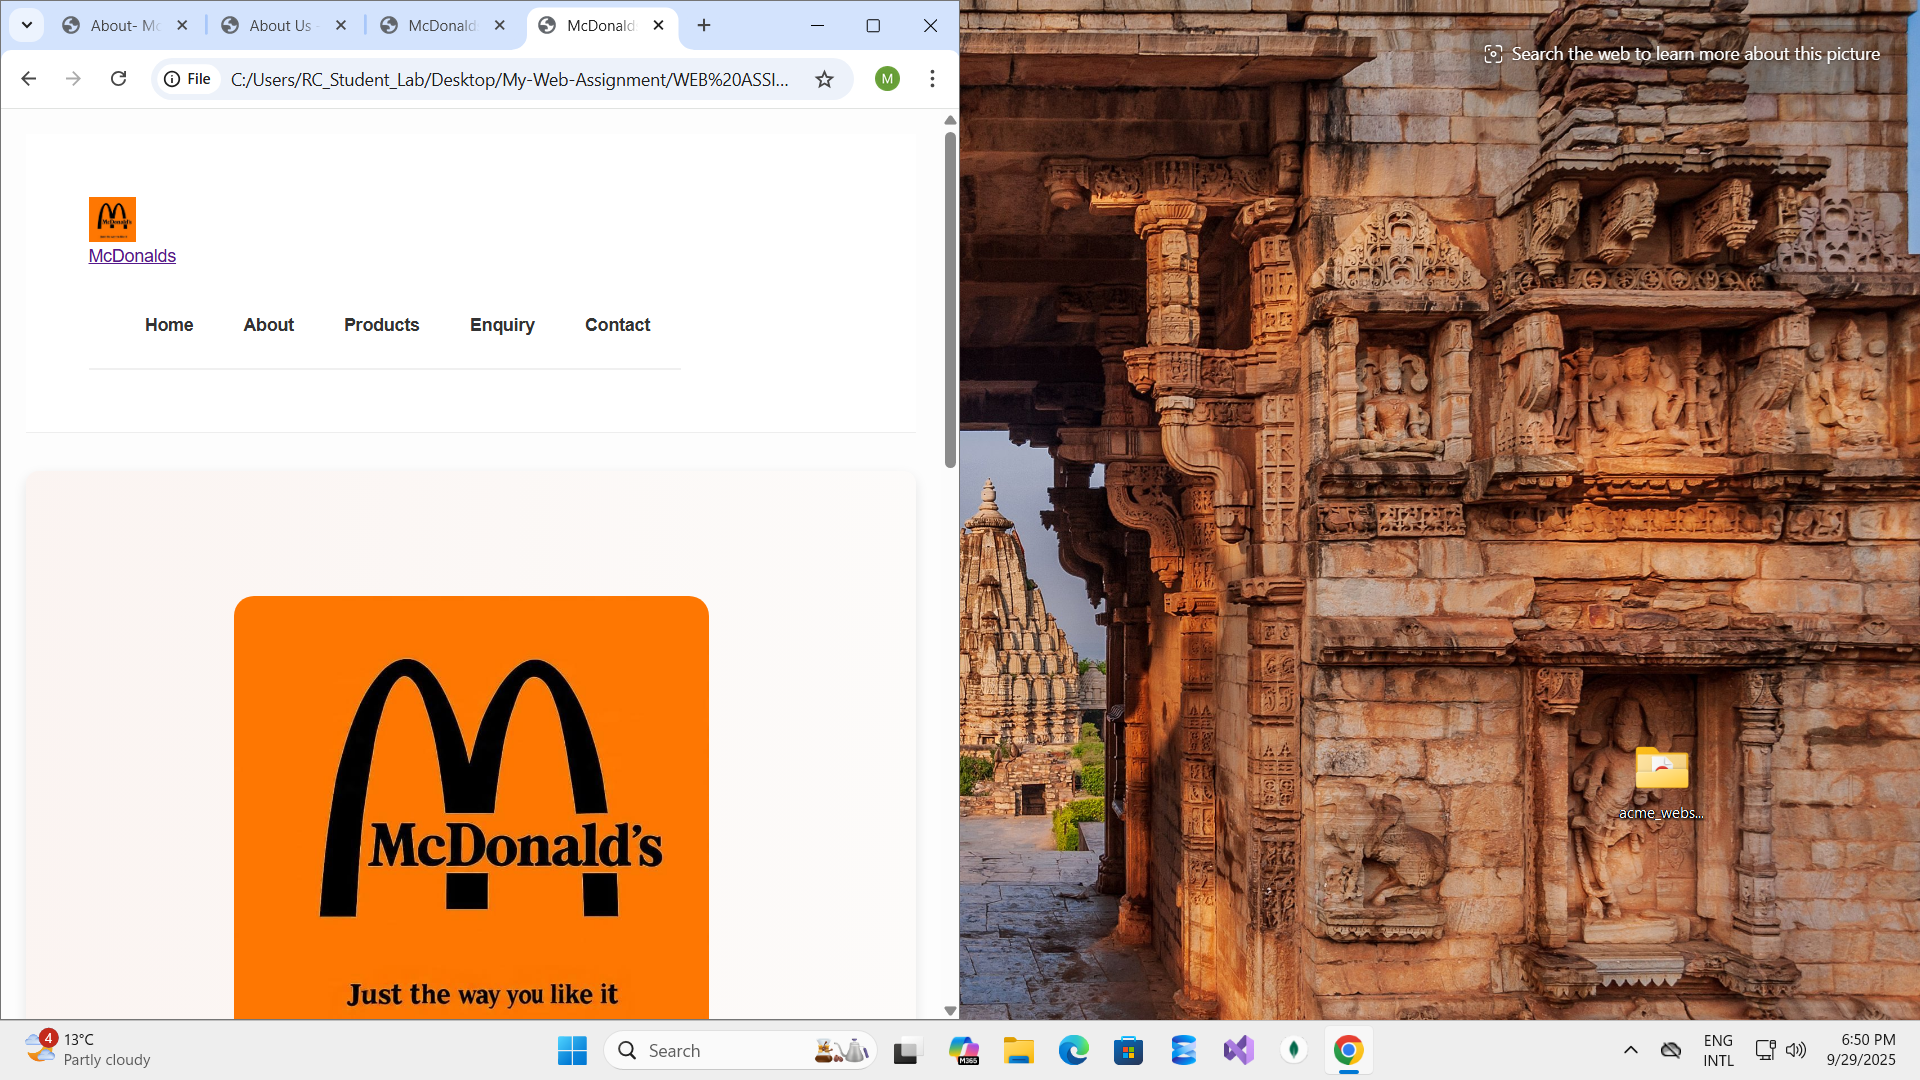 About- Mc
About Us -
McDonald
McDonald
File
C:/Users/RC_Student_Lab/Desktop/My-Web-Assignment/WEB%20ASSI...
M
Search the web to learn more about this picture
McDonald's
McDonalds
Home
About
Products
Enquiry
Contact
McDonald's
Just the way you like it
acme_webs...
4
13°C
Partly cloudy
Search
M365
ENG
INTL
6:50 PM
9/29/2025